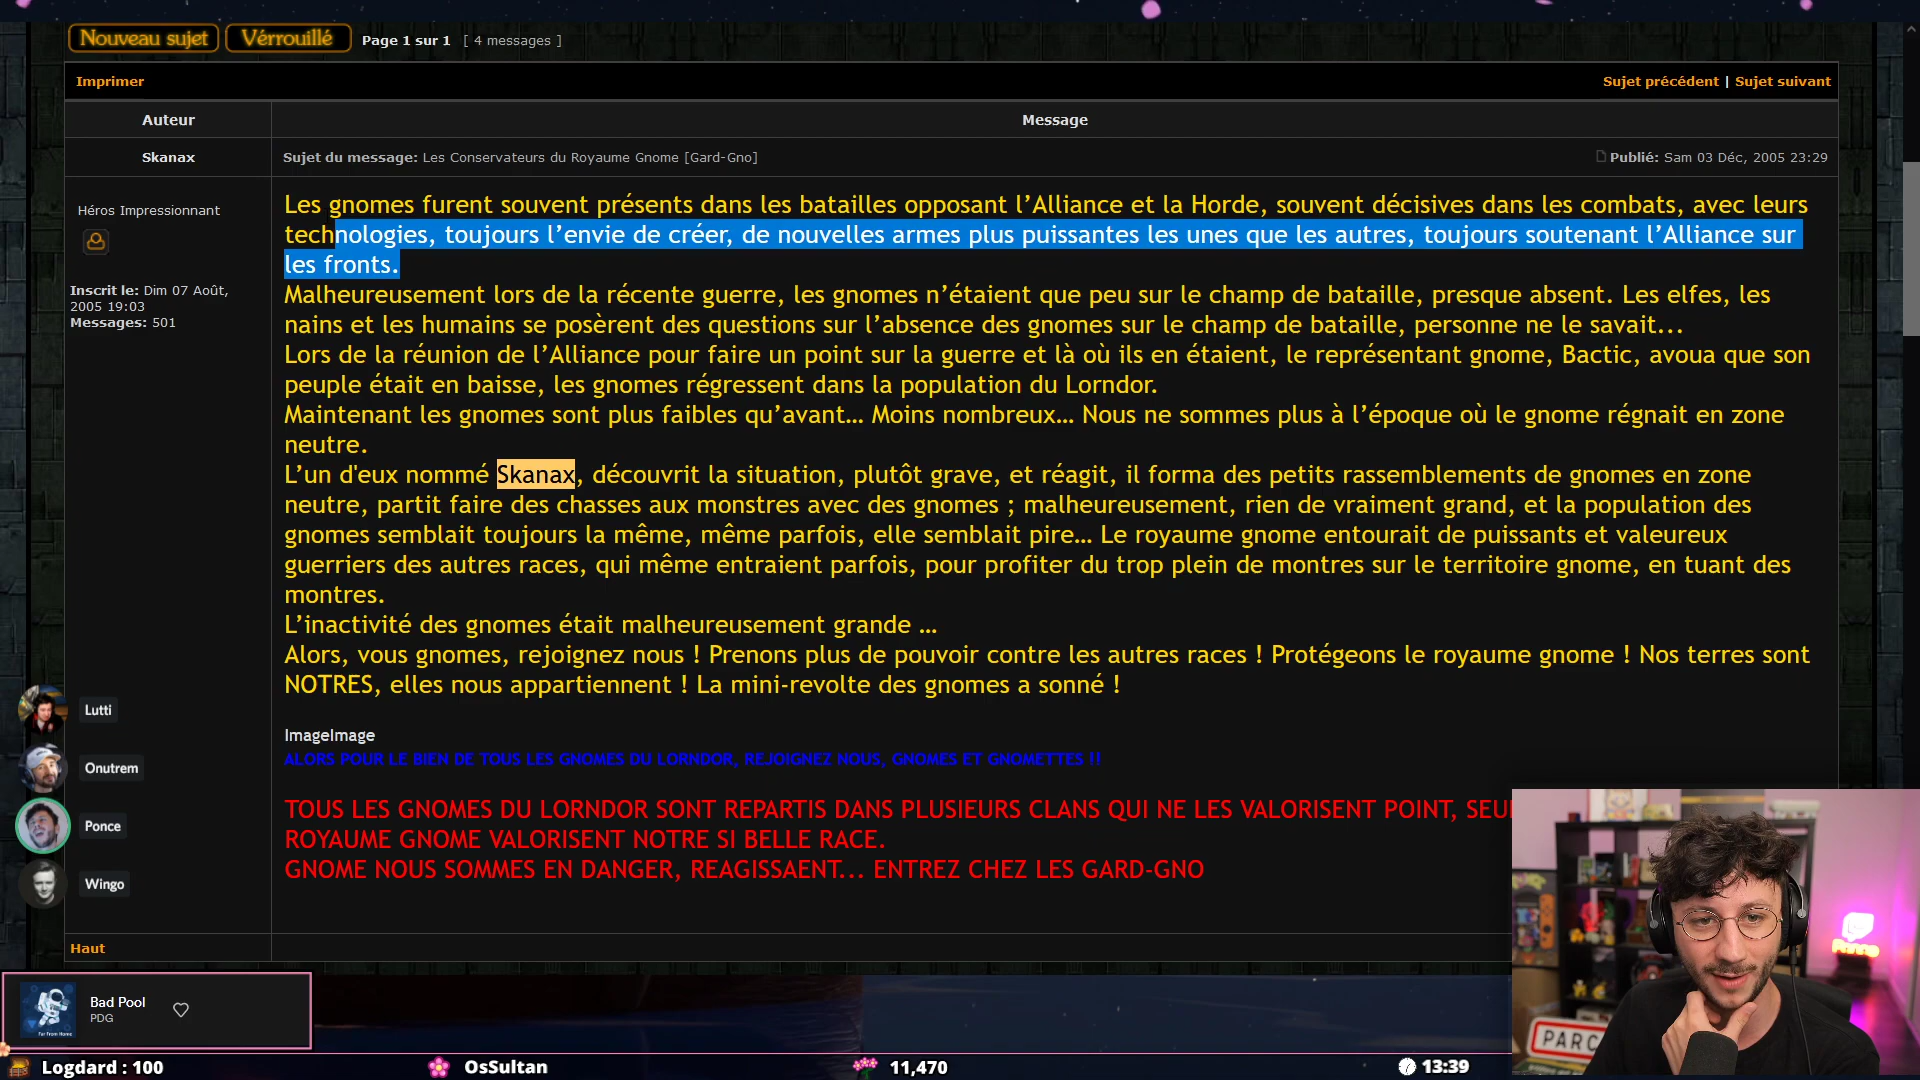 Nouveau sujet Vérrouillé Page 1 sur 1 [ 4 messages ]
Imprimer Sujet précédent | Sujet suivant
Auteur Message
Skanax Sujet du message: Les Conservateurs du Royaume Gnome [Gard-Gno] Publié: Sam 03 Déc, 2005 23:29
Héros Impressionnant
Inscrit le: Dim 07 Août,
2005 19:03
Messages: 501
Les gnomes furent souvent présents dans les batailles opposant l’Alliance et la Horde, souvent décisives dans les combats, avec leurs
technologies, toujours l’envie de créer, de nouvelles armes plus puissantes les unes que les autres, toujours soutenant l’Alliance sur
les fronts.
Malheureusement lors de la récente guerre, les gnomes n’étaient que peu sur le champ de bataille, presque absent. Les elfes, les
nains et les humains se posèrent des questions sur l’absence des gnomes sur le champ de bataille, personne ne le savait...
Lors de la réunion de l’Alliance pour faire un point sur la guerre et là où ils en étaient, le représentant gnome, Bactic, avoua que son
peuple était en baisse, les gnomes régressent dans la population du Lorndor.
Maintenant les gnomes sont plus faibles qu’avant… Moins nombreux… Nous ne sommes plus à l’époque où le gnome régnait en zone
neutre.
L’un d'eux nommé Skanax, découvrit la situation, plutôt grave, et réagit, il forma des petits rassemblements de gnomes en zone
neutre, partit faire des chasses aux monstres avec des gnomes ; malheureusement, rien de vraiment grand, et la population des
gnomes semblait toujours la même, même parfois, elle semblait pire… Le royaume gnome entourait de puissants et valeureux
guerriers des autres races, qui même entraient parfois, pour profiter du trop plein de montres sur le territoire gnome, en tuant des
montres.
L’inactivité des gnomes était malheureusement grande …
Alors, vous gnomes, rejoignez nous ! Prenons plus de pouvoir contre les autres races ! Protégeons le royaume gnome ! Nos terres sont
NOTRES, elles nous appartiennent ! La mini-revolte des gnomes a sonné !
ImageImage
ALORS POUR LE BIEN DE TOUS LES GNOMES DU LORNDOR, REJOIGNEZ NOUS, GNOMES ET GNOMETTES !!
TOUS LES GNOMES DU LORNDOR SONT REPARTIS DANS PLUSIEURS CLANS QUI NE LES VALORISENT POINT, SEU
ROYAUME GNOME VALORISENT NOTRE SI BELLE RACE.
GNOME NOUS SOMMES EN DANGER, REAGISSAENT... ENTREZ CHEZ LES GARD-GNO
Lutti
Onutrem
Ponce
Wingo
Haut
Bad Pool
PDG
Far From Home
Ponce
PARC
Logdard : 100 OsSultan 11,470 13:39